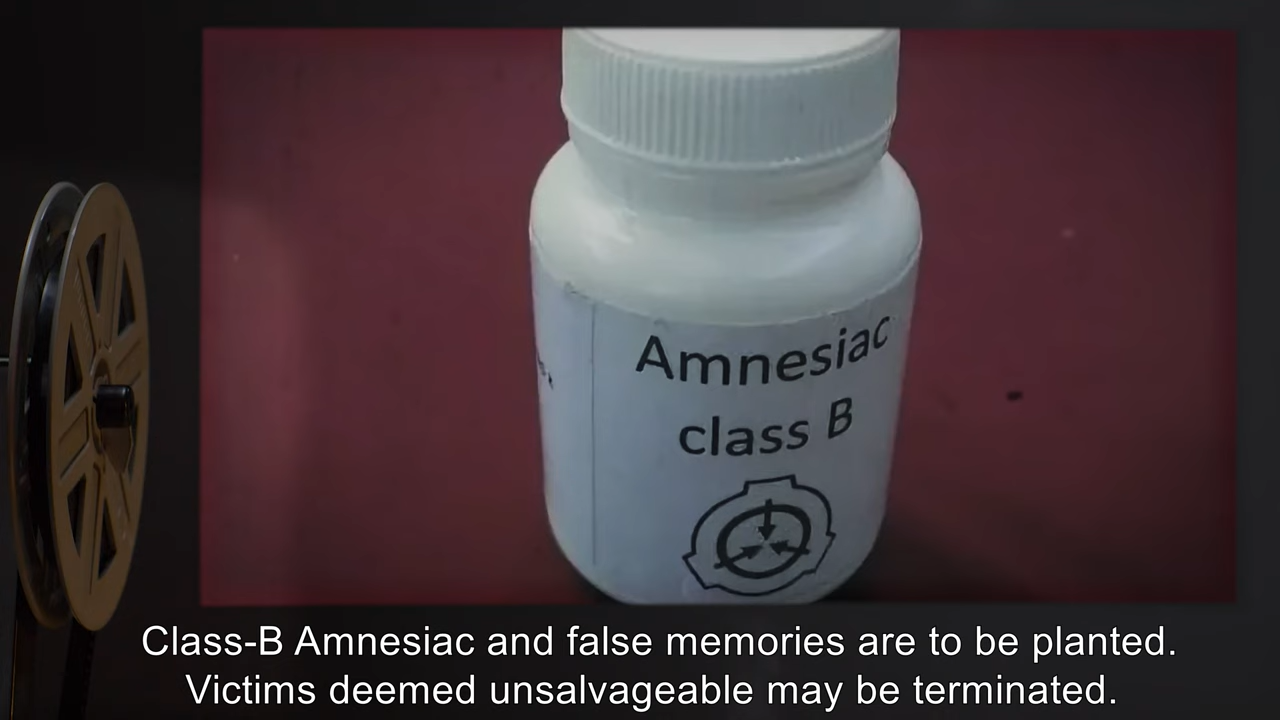 Amnesiac
class B
Class-B Amnesiac and false memories are to be planted.
Victims deemed unsalvageable may be terminated.